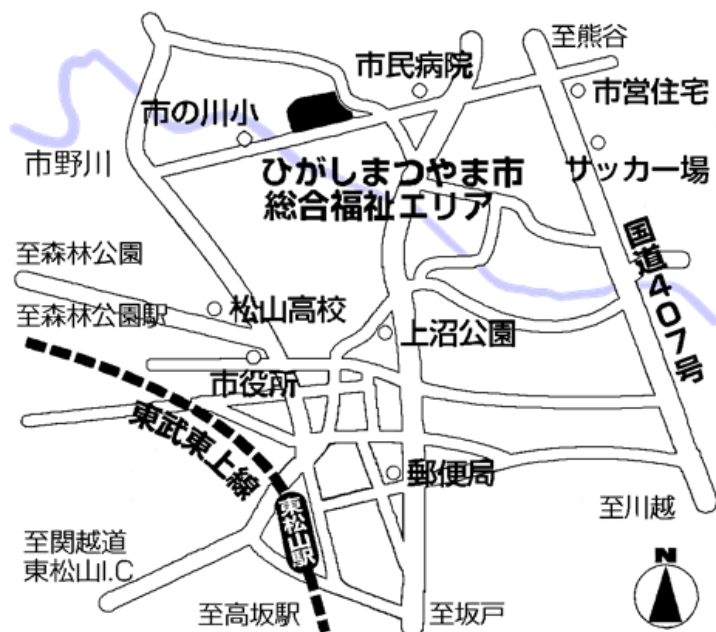 至熊谷
市民病院
市営住宅
市の川小
サッカー場
市野川
ひがしまつやま市
総合福祉エリア
国道407号
至森林公園
松山高校
至森林公園駅
上沼公園
市役所
東武東上線
郵便局
東松山駅
至川越
至関越道
東松山I.C
至高坂駅
至坂戸
N